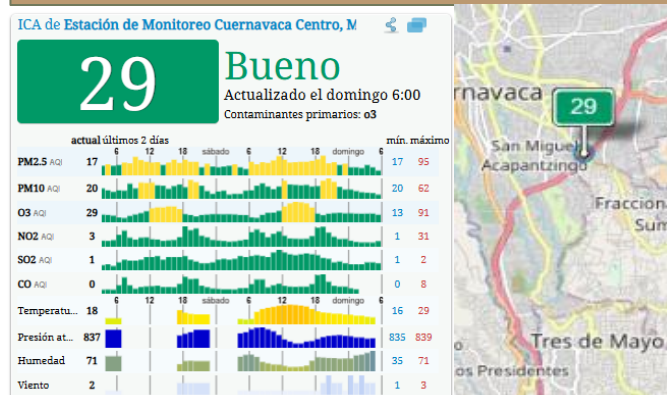 ICA de Estación de Monitoreo Cuernavaca Centro, M
29
Bueno
Actualizado el domingo 6:00
Contaminantes primarios: o3
actual últimos 2 días mín. máximo
6 12 18 sábado 6 12 18 domingo 6
PM2.5 AQI 17 17 95
PM10 AQI 20 20 62
O3 AQI 29 13 91
NO2 AQI 3 1 31
SO2 AQI 1 1 2
CO AQI 0 0 8
6 12 18 sábado 6 12 18 domingo 6
Temperatu... 18 16 29
Presión at... 837 835 839
Humedad 71 35 71
Viento 2 1 3
rnavaca
29
San Miguel
Acapantzingo
Fraccion
Sum
Tres de Mayo
os Presidentes